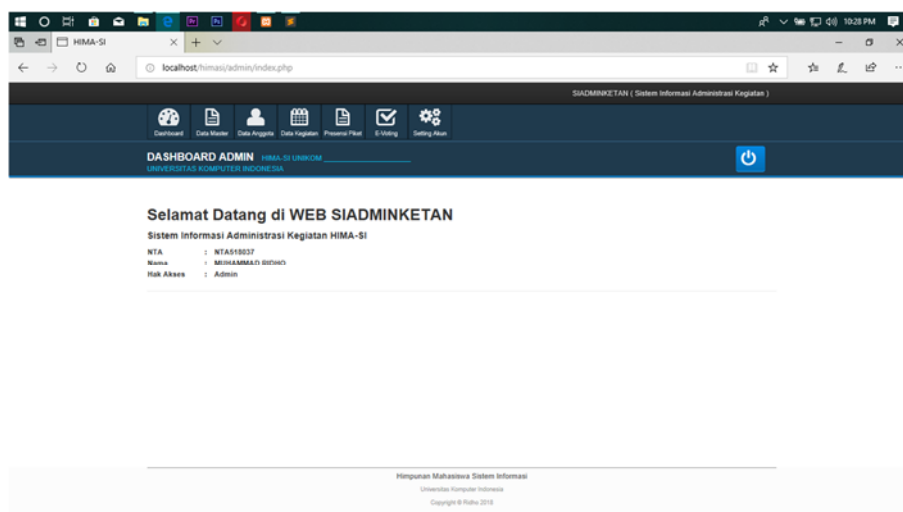 10:28 PM
HIMA-SI
localhost/himasi/admin/index.php
SIADMINKETAN ( Sistem Informasi Administrasi Kegiatan )
Dashboard Data Master Data Anggota Data Kegiatan Presensi Piket E-Voting Setting Akun
DASHBOARD ADMIN HIMA-SI UNIKOM
UNIVERSITAS KOMPUTER INDONESIA
Selamat Datang di WEB SIADMINKETAN
Sistem Informasi Administrasi Kegiatan HIMA-SI
NTA : NTA518037
Nama : MUHAMMAD RIDHO
Hak Akses : Admin
Himpunan Mahasiswa Sistem Informasi
Universitas Komputer Indonesia
Copyright © Ridho 2018